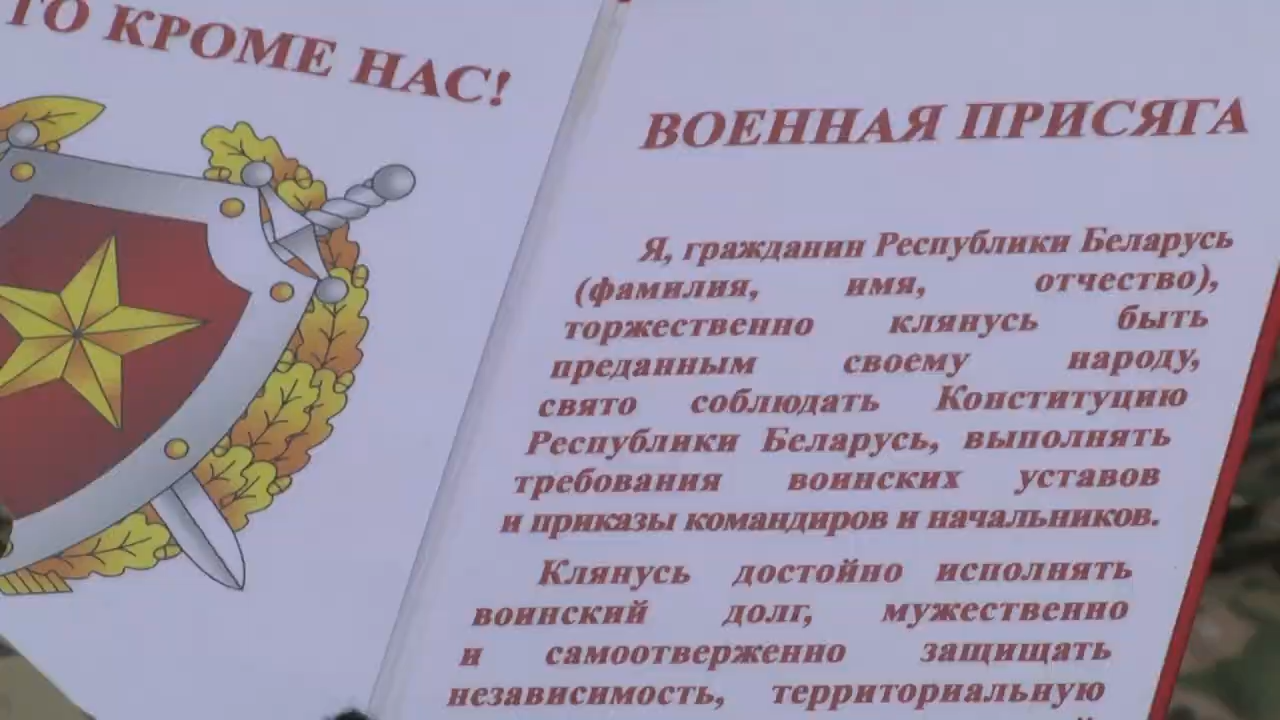 ТО КРОМЕ НАС!
ВОЕННАЯ ПРИСЯГА
Я, гражданин Республики Беларусь
(фамилия, имя, отчество),
торжественно клянусь быть
преданным своему народу,
свято соблюдать Конституцию
Республики Беларусь, выполнять
требования воинских уставов
и приказы командиров и начальников.
Клянусь достойно исполнять
воинский долг, мужественно
и самоотверженно защищать
независимость, территориальную